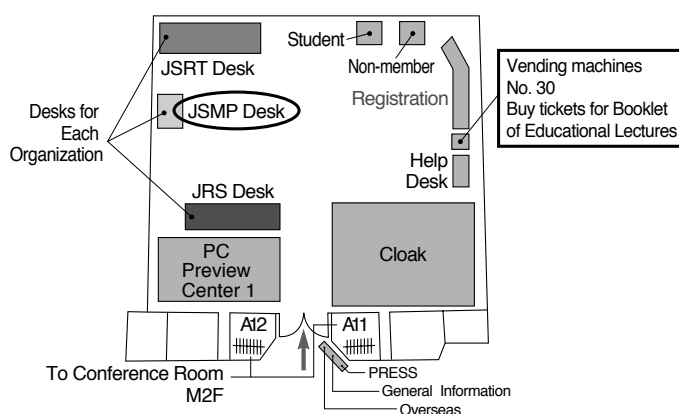 Student
Non-member
JSRT Desk
Vending machines
No. 30
Buy tickets for Booklet
of Educational Lectures
Registration
Desks for
Each
Organization
JSMP Desk
Help
Desk
JRS Desk
PC
Preview
Center 1
Cloak
A12
A11
To Conference Room
M2F
PRESS
General Information
Overseas